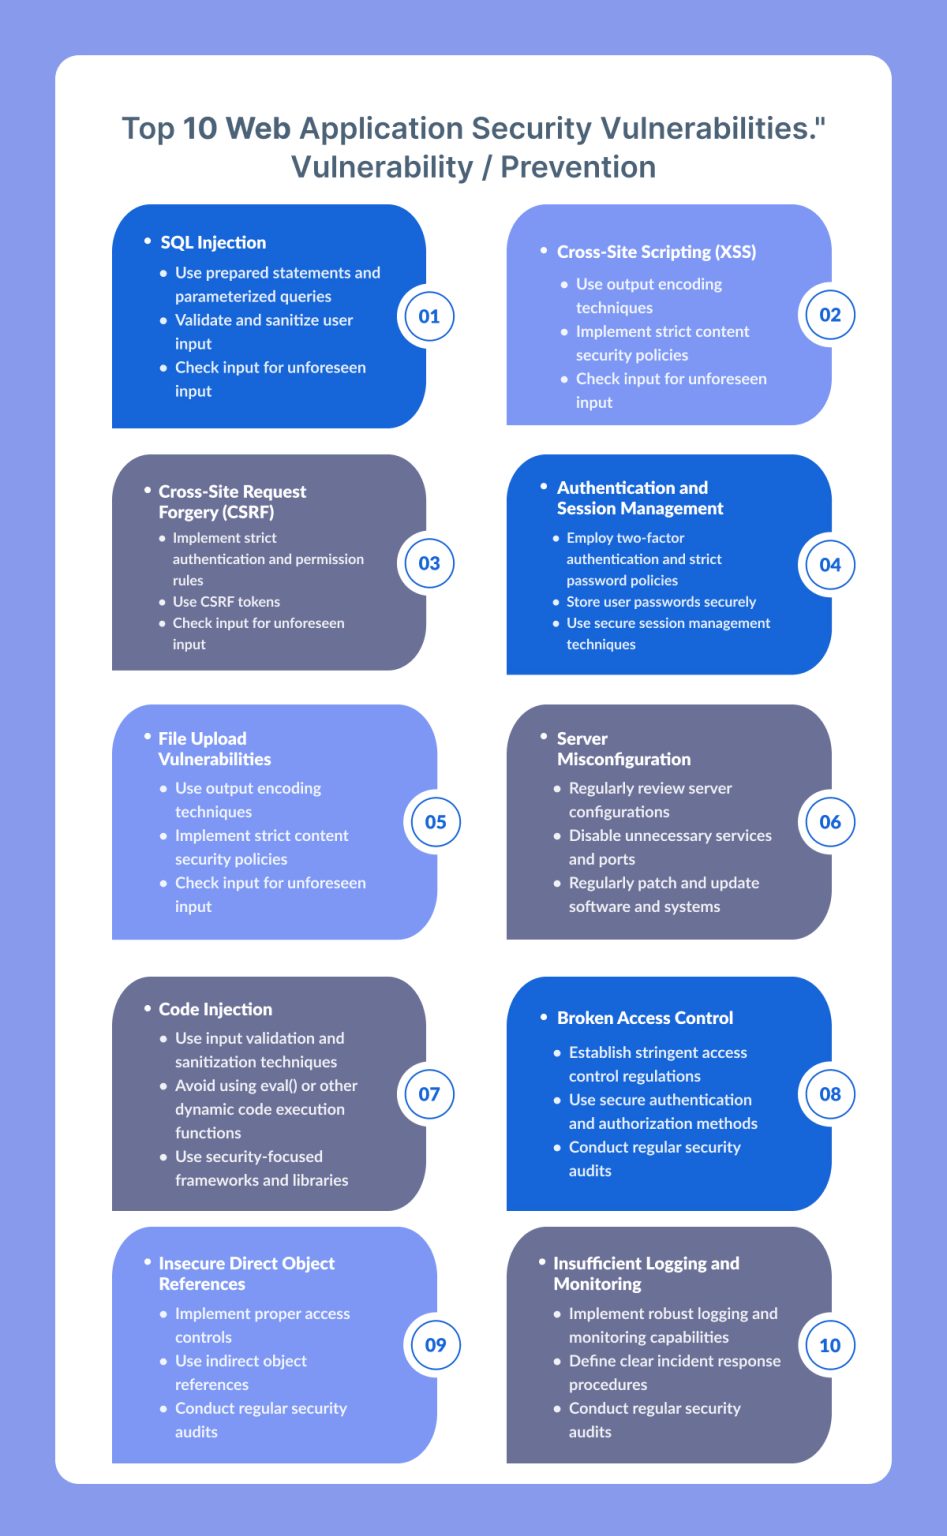 Top 10 Web Application Security Vulnerabilities."
Vulnerability / Prevention
• SQL Injection
• Use prepared statements and
parameterized queries
• Validate and sanitize user
input
• Check input for unforeseen
input
01
• Cross-Site Scripting (XSS)
• Use output encoding
techniques
• Implement strict content
security policies
• Check input for unforeseen
input
02
• Cross-Site Request
Forgery (CSRF)
• Implement strict
authentication and permission
rules
• Use CSRF tokens
• Check input for unforeseen
input
03
• Authentication and
Session Management
• Employ two-factor
authentication and strict
password policies
• Store user passwords securely
• Use secure session management
techniques
04
• File Upload
Vulnerabilities
• Use output encoding
techniques
• Implement strict content
security policies
• Check input for unforeseen
input
05
• Server
Misconfiguration
• Regularly review server
configurations
• Disable unnecessary services
and ports
• Regularly patch and update
software and systems
06
• Code Injection
• Use input validation and
sanitization techniques
• Avoid using eval() or other
dynamic code execution
functions
• Use security-focused
frameworks and libraries
07
• Broken Access Control
• Establish stringent access
control regulations
• Use secure authentication
and authorization methods
• Conduct regular security
audits
08
• Insecure Direct Object
References
• Implement proper access
controls
• Use indirect object
references
• Conduct regular security
audits
09
• Insufficient Logging and
Monitoring
• Implement robust logging and
monitoring capabilities
• Define clear incident response
procedures
• Conduct regular security
audits
10